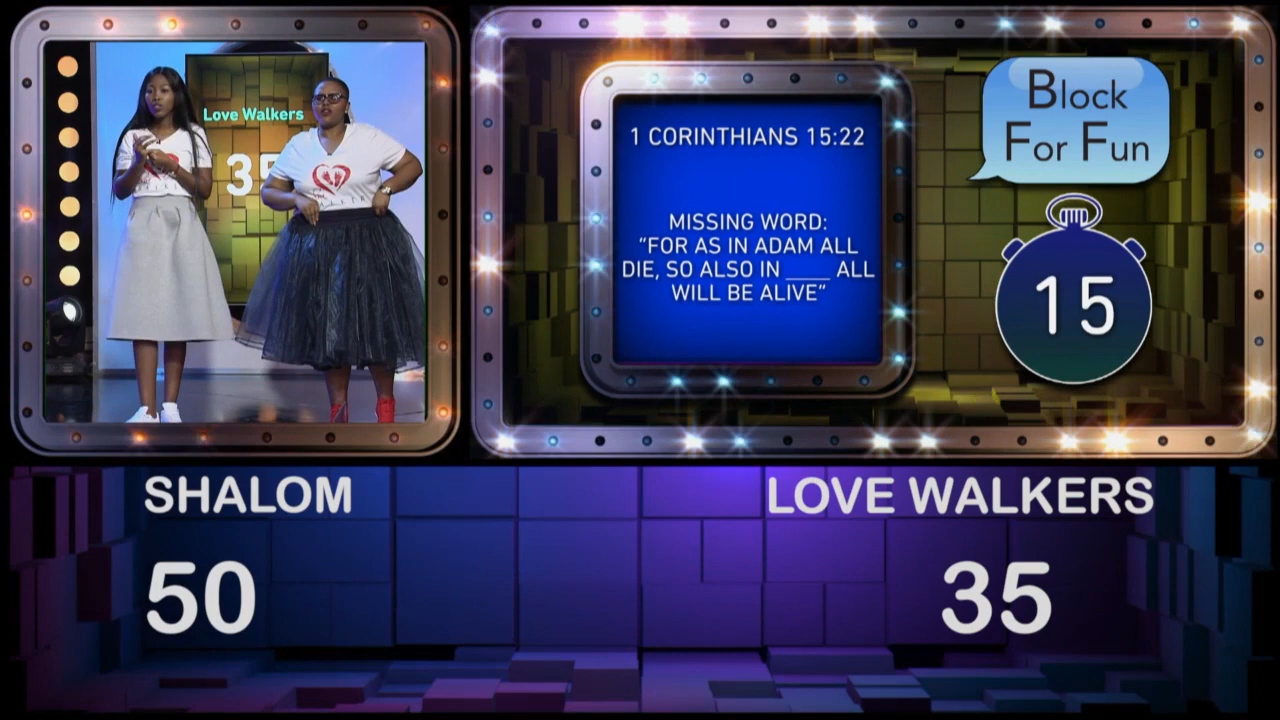 Love Walkers
35
1 CORINTHIANS 15:22
MISSING WORD:
“FOR AS IN ADAM ALL
DIE, SO ALSO IN ____ ALL
WILL BE ALIVE”
Block
For Fun
15
SHALOM
LOVE WALKERS
50
35